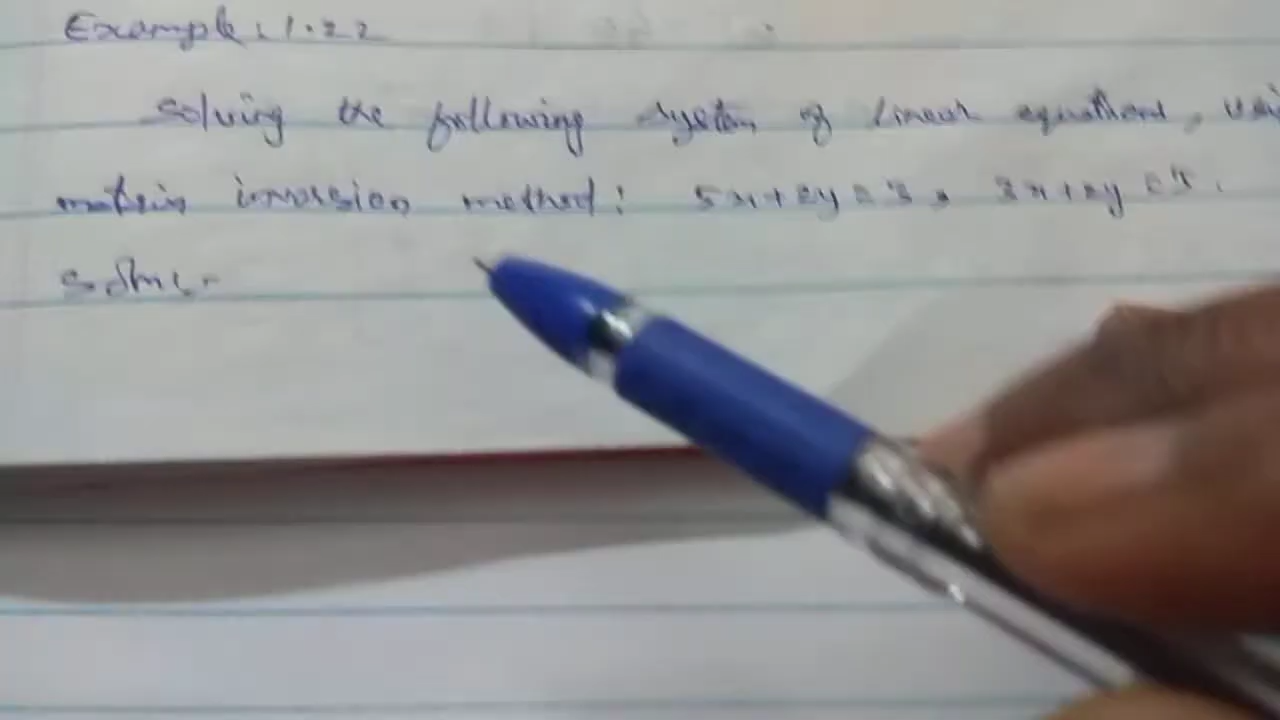 Example: 1.22
Solving the following system of linear equations, usi
matrix inversion method: 5x+2y=3, 3x+2y=5.
Soln:-